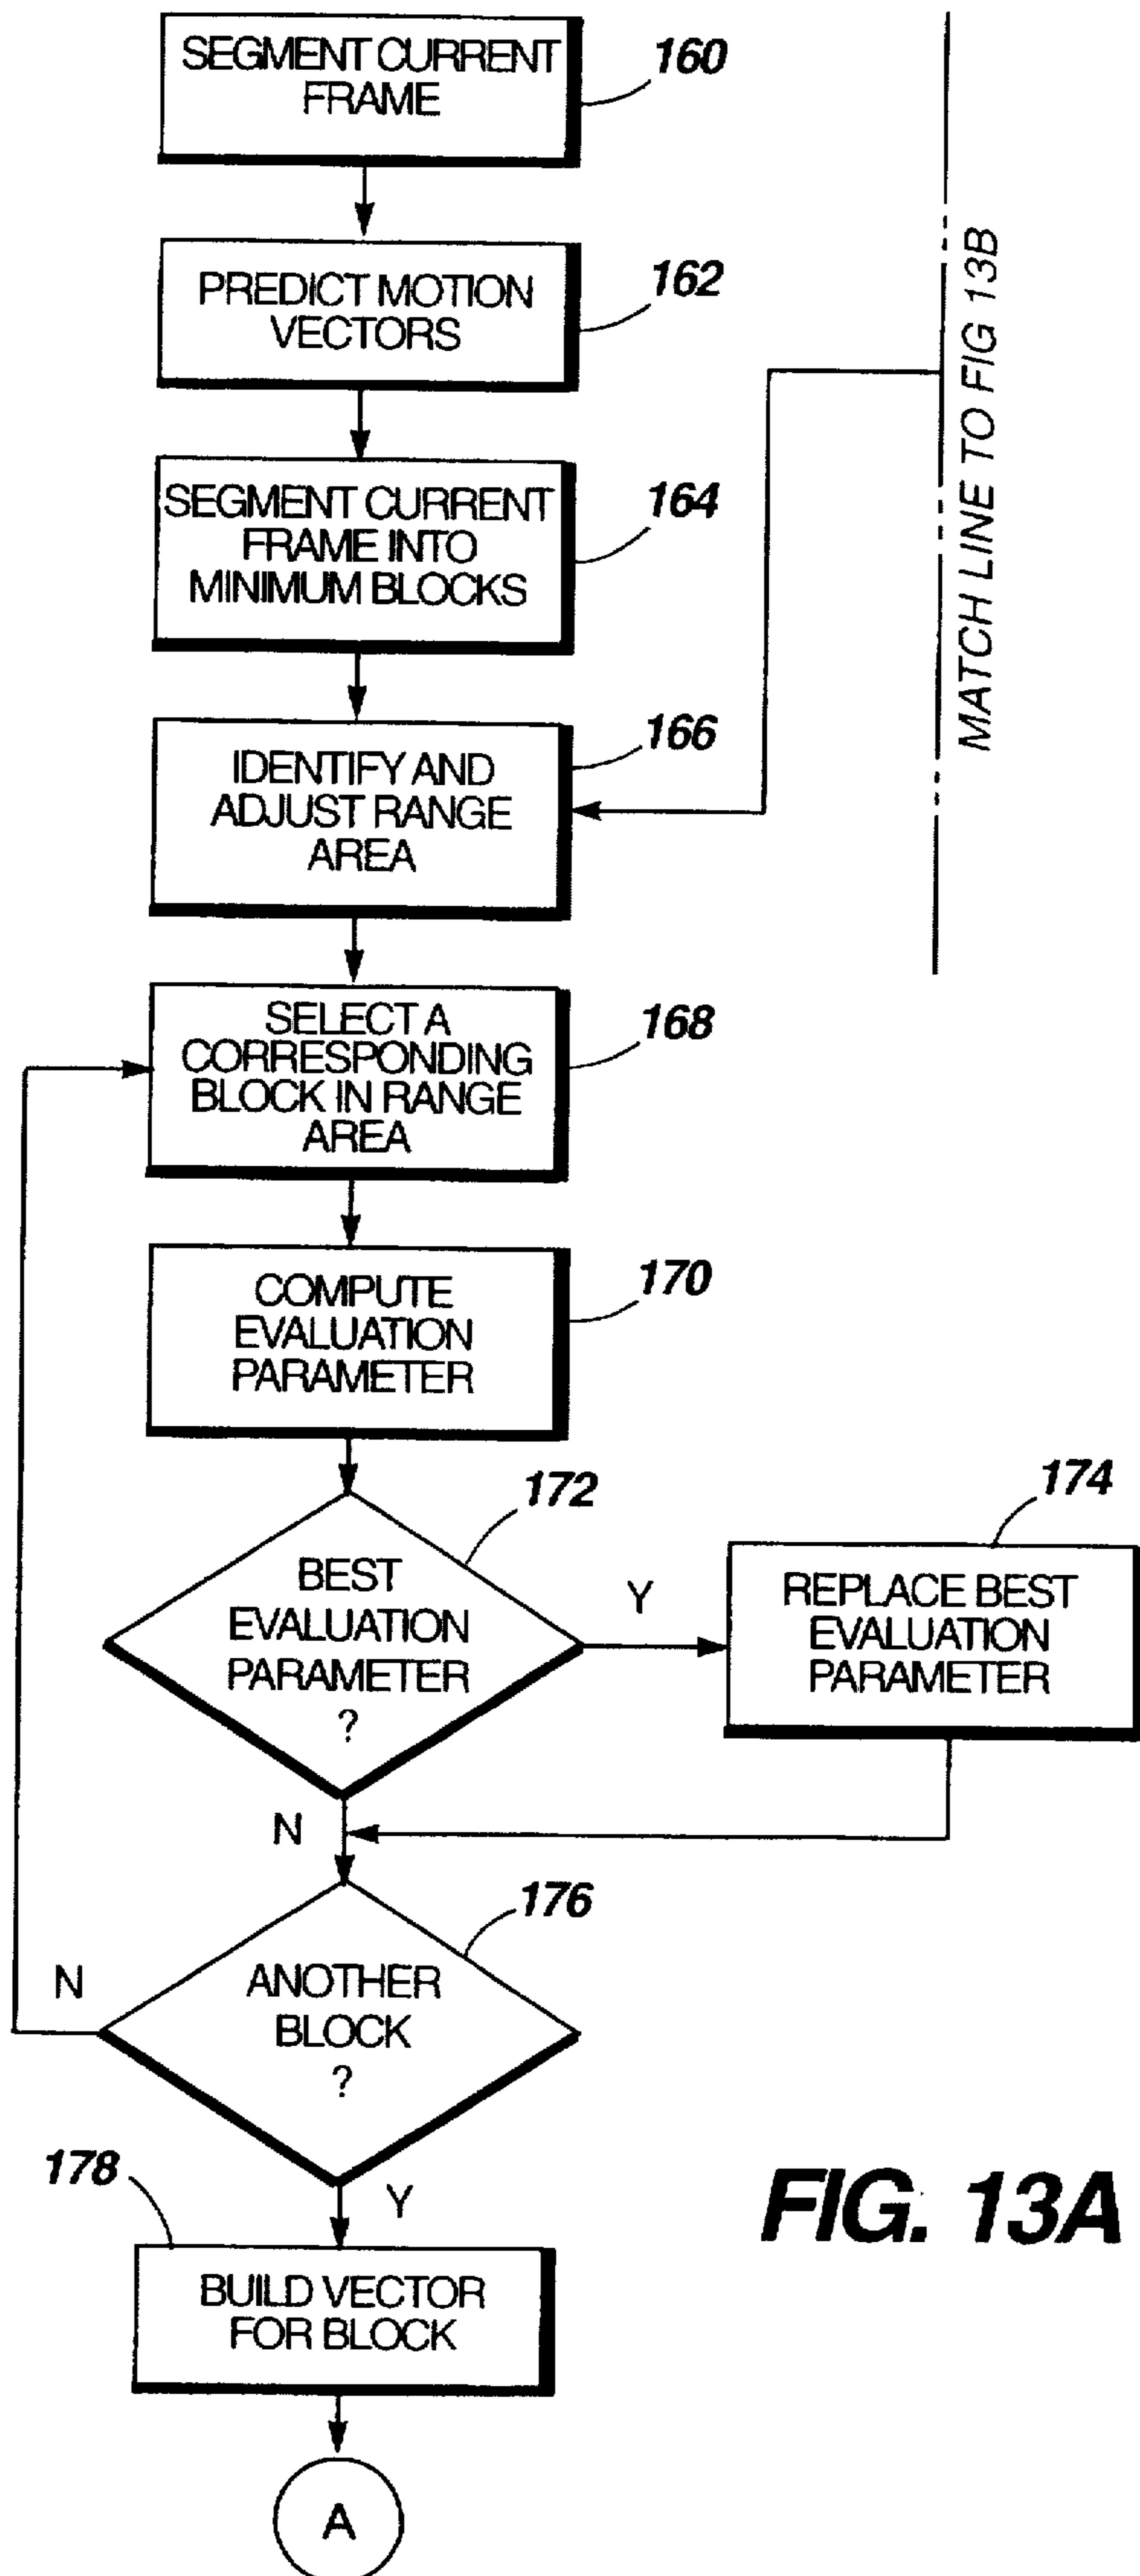 SEGMENT CURRENT
FRAME
160
PREDICT MOTION
VECTORS
162
SEGMENT CURRENT
FRAME INTO
MINIMUM BLOCKS
164
MATCH LINE TO FIG 13B
IDENTIFY AND
ADJUST RANGE
AREA
166
SELECT A
CORRESPONDING
BLOCK IN RANGE
AREA
168
COMPUTE
EVALUATION
PARAMETER
170
BEST
EVALUATION
PARAMETER
?
172
Y
REPLACE BEST
EVALUATION
PARAMETER
174
N
ANOTHER
BLOCK
?
176
N
Y
178
BUILD VECTOR
FOR BLOCK
A
FIG. 13A